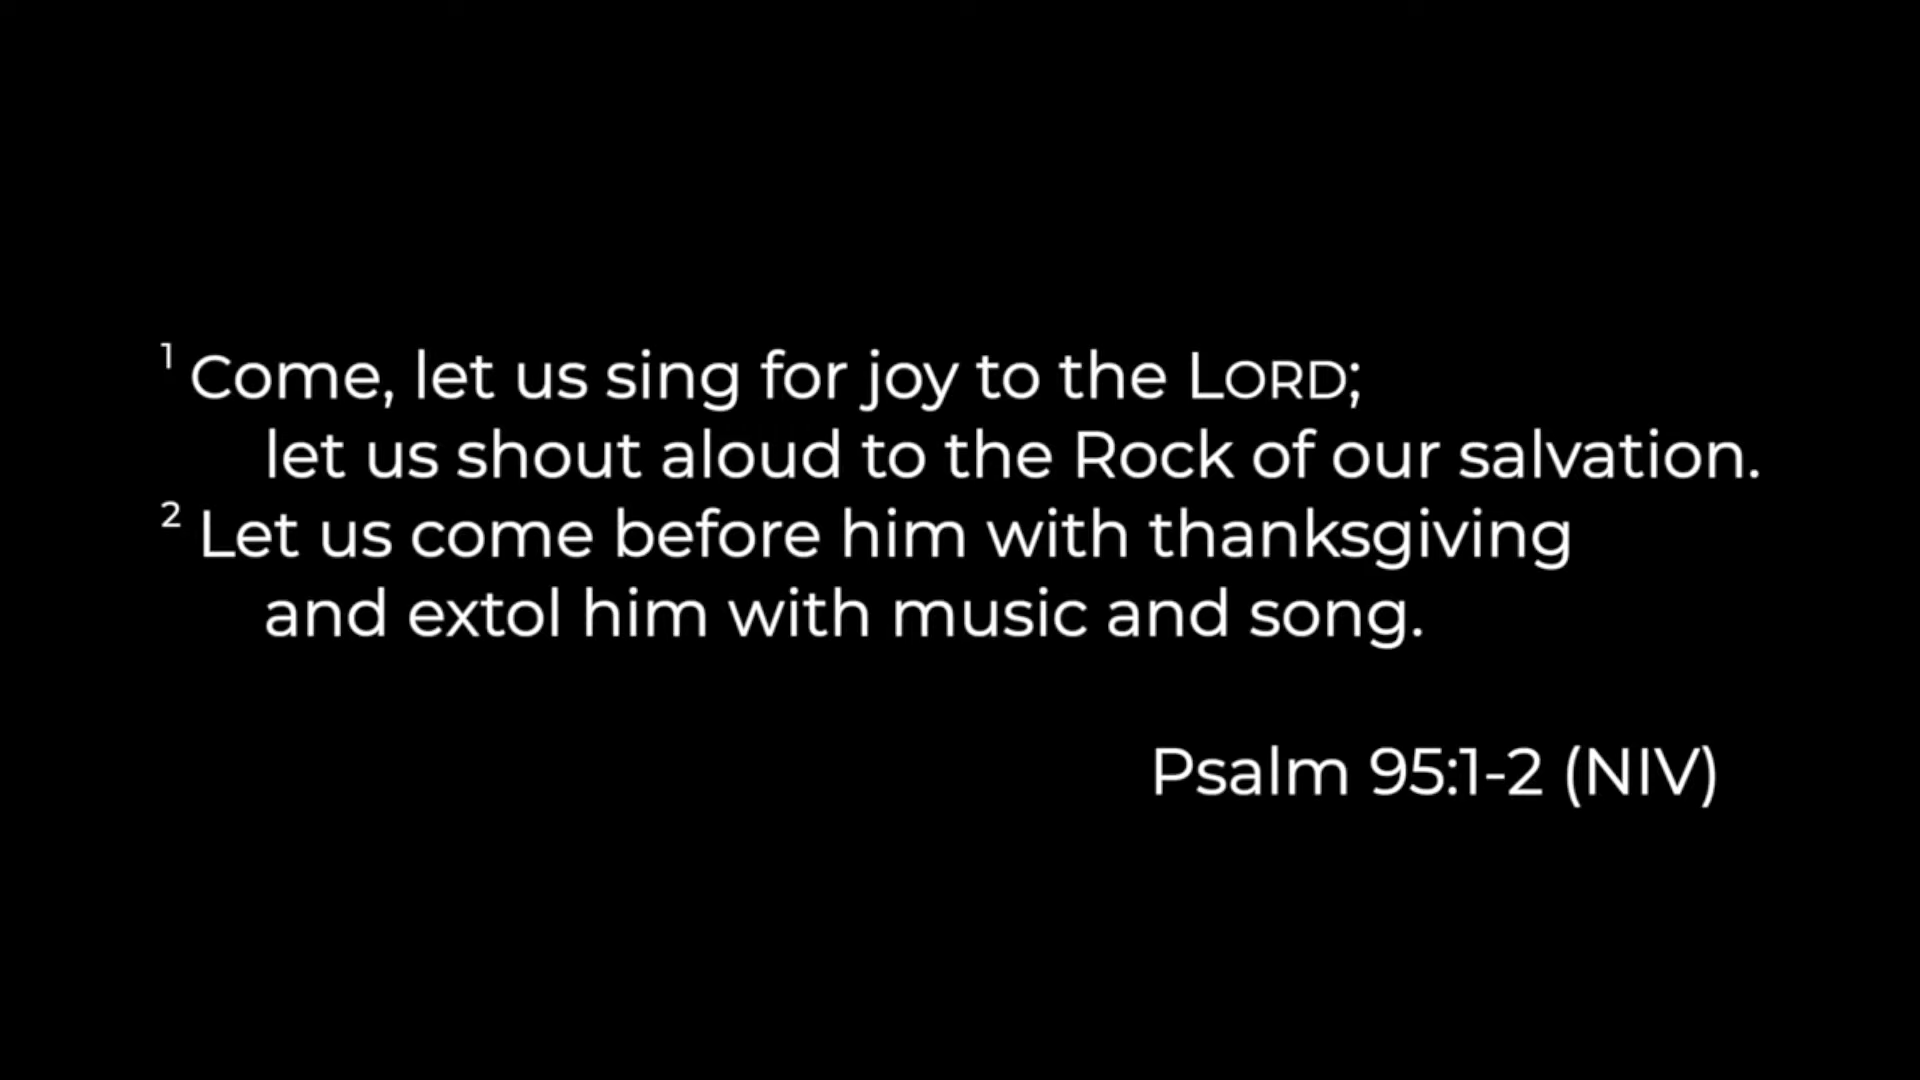 1 Come, let us sing for joy to the LORD;
let us shout aloud to the Rock of our salvation.
2 Let us come before him with thanksgiving
and extol him with music and song.
Psalm 95:1-2 (NIV)